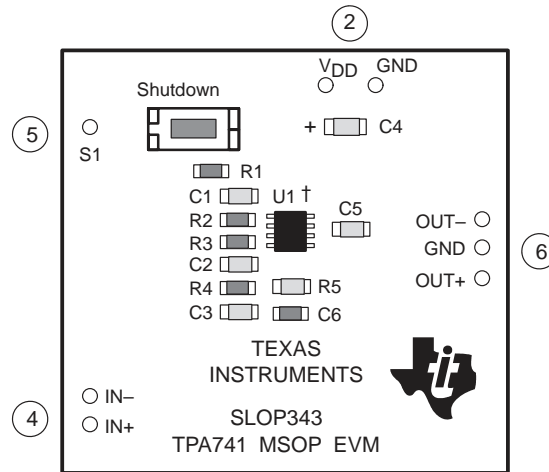 2
VDD GND
Shutdown
+ C4
5
S1
R1
C1 U1 †
R2 C5
R3
C2
OUT–
GND
OUT+
6
R4 R5
C3 C6
TEXAS
INSTRUMENTS
4
IN–
IN+
SLOP343
TPA741 MSOP EVM